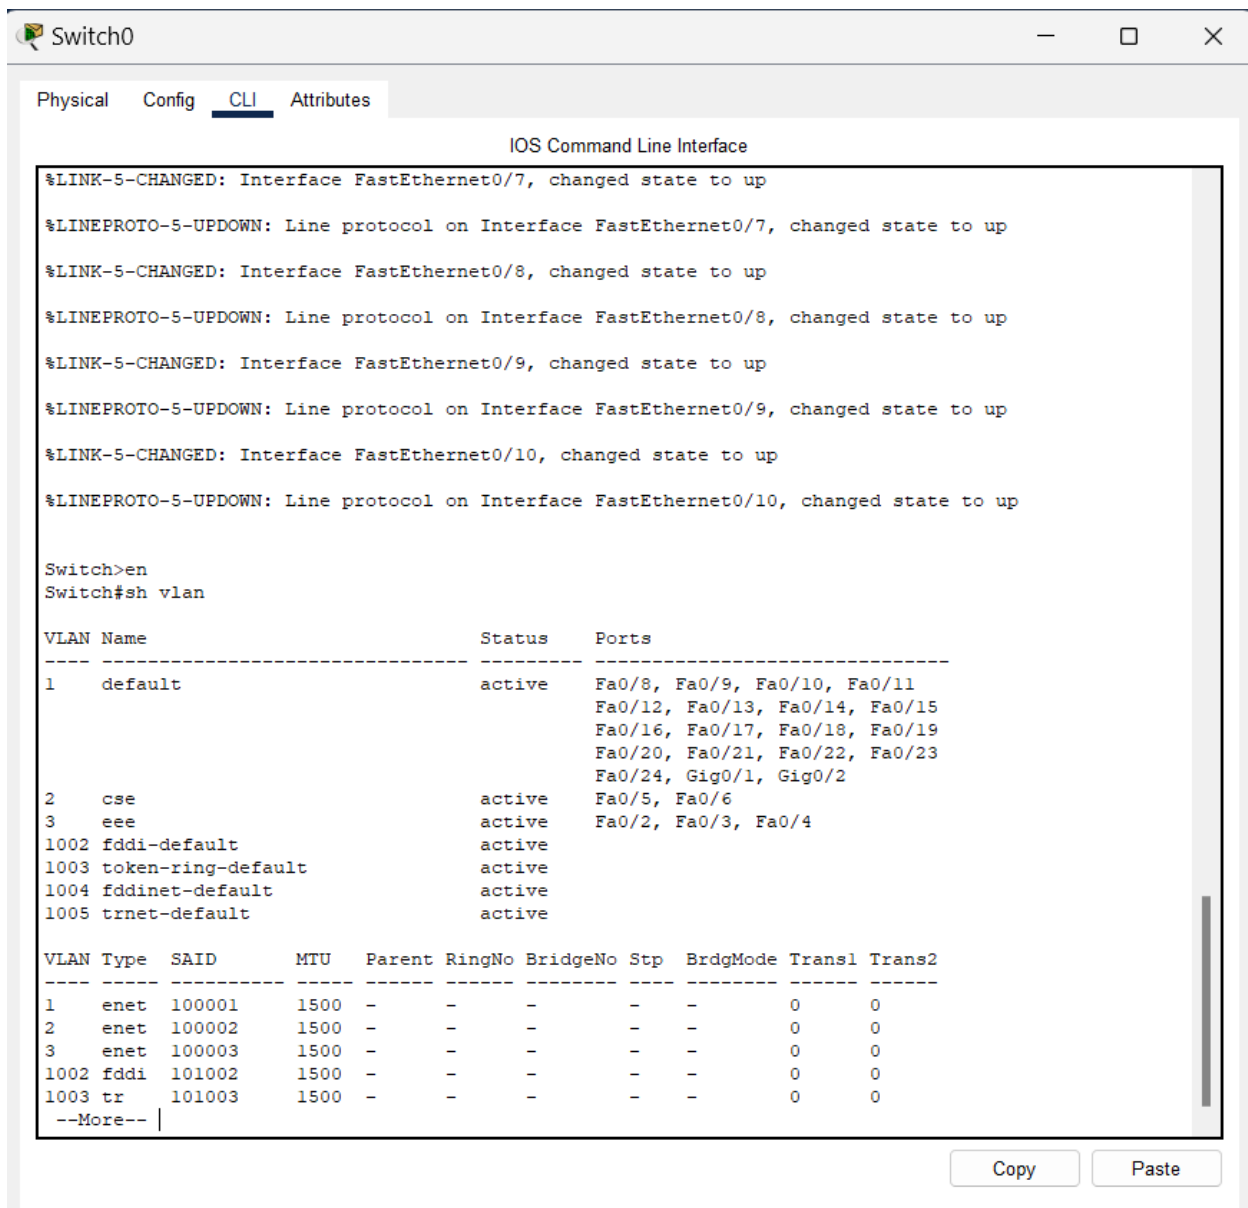 Switch0
Physical Config CLI Attributes
IOS Command Line Interface
%LINK-5-CHANGED: Interface FastEthernet0/7, changed state to up
%LINEPROTO-5-UPDOWN: Line protocol on Interface FastEthernet0/7, changed state to up
%LINK-5-CHANGED: Interface FastEthernet0/8, changed state to up
%LINEPROTO-5-UPDOWN: Line protocol on Interface FastEthernet0/8, changed state to up
%LINK-5-CHANGED: Interface FastEthernet0/9, changed state to up
%LINEPROTO-5-UPDOWN: Line protocol on Interface FastEthernet0/9, changed state to up
%LINK-5-CHANGED: Interface FastEthernet0/10, changed state to up
%LINEPROTO-5-UPDOWN: Line protocol on Interface FastEthernet0/10, changed state to up
Switch>en
Switch#sh vlan
VLAN Name                             Status    Ports
---- -------------------------------- --------- -------------------------------
1    default                          active    Fa0/8, Fa0/9, Fa0/10, Fa0/11
                                                Fa0/12, Fa0/13, Fa0/14, Fa0/15
                                                Fa0/16, Fa0/17, Fa0/18, Fa0/19
                                                Fa0/20, Fa0/21, Fa0/22, Fa0/23
                                                Fa0/24, Gig0/1, Gig0/2
2    cse                              active    Fa0/5, Fa0/6
3    eee                              active    Fa0/2, Fa0/3, Fa0/4
1002 fddi-default                     active
1003 token-ring-default               active
1004 fddinet-default                  active
1005 trnet-default                    active
VLAN Type  SAID       MTU   Parent RingNo BridgeNo Stp  BrdgMode Trans1 Trans2
---- ----- ---------- ----- ------ ------ -------- ---- -------- ------ ------
1    enet  100001     1500  -      -      -        -    -        0      0
2    enet  100002     1500  -      -      -        -    -        0      0
3    enet  100003     1500  -      -      -        -    -        0      0
1002 fddi  101002     1500  -      -      -        -    -        0      0
1003 tr    101003     1500  -      -      -        -    -        0      0
 --More--
Copy Paste